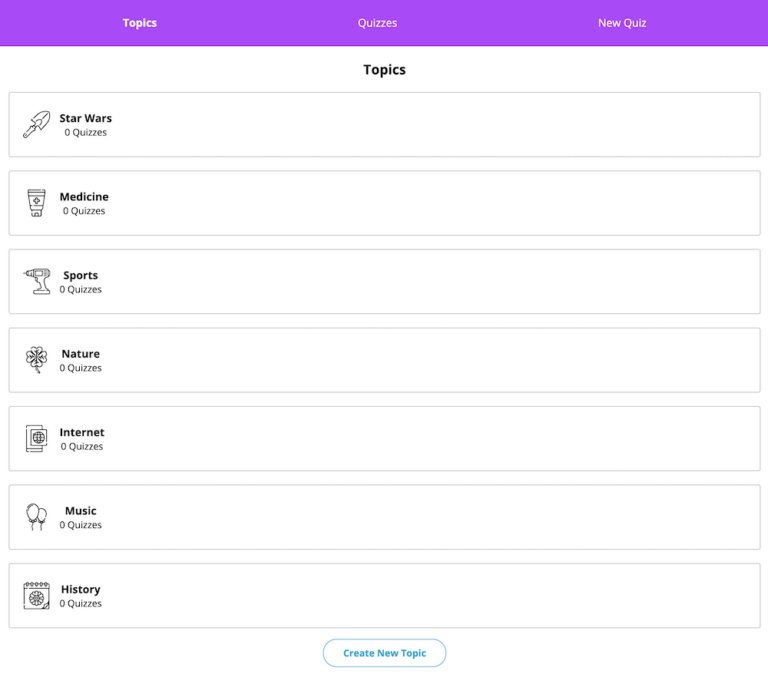 Topics
Quizzes
New Quiz
Topics
Star Wars
0 Quizzes
Medicine
0 Quizzes
Sports
0 Quizzes
Nature
0 Quizzes
Internet
0 Quizzes
Music
0 Quizzes
History
0 Quizzes
Create New Topic